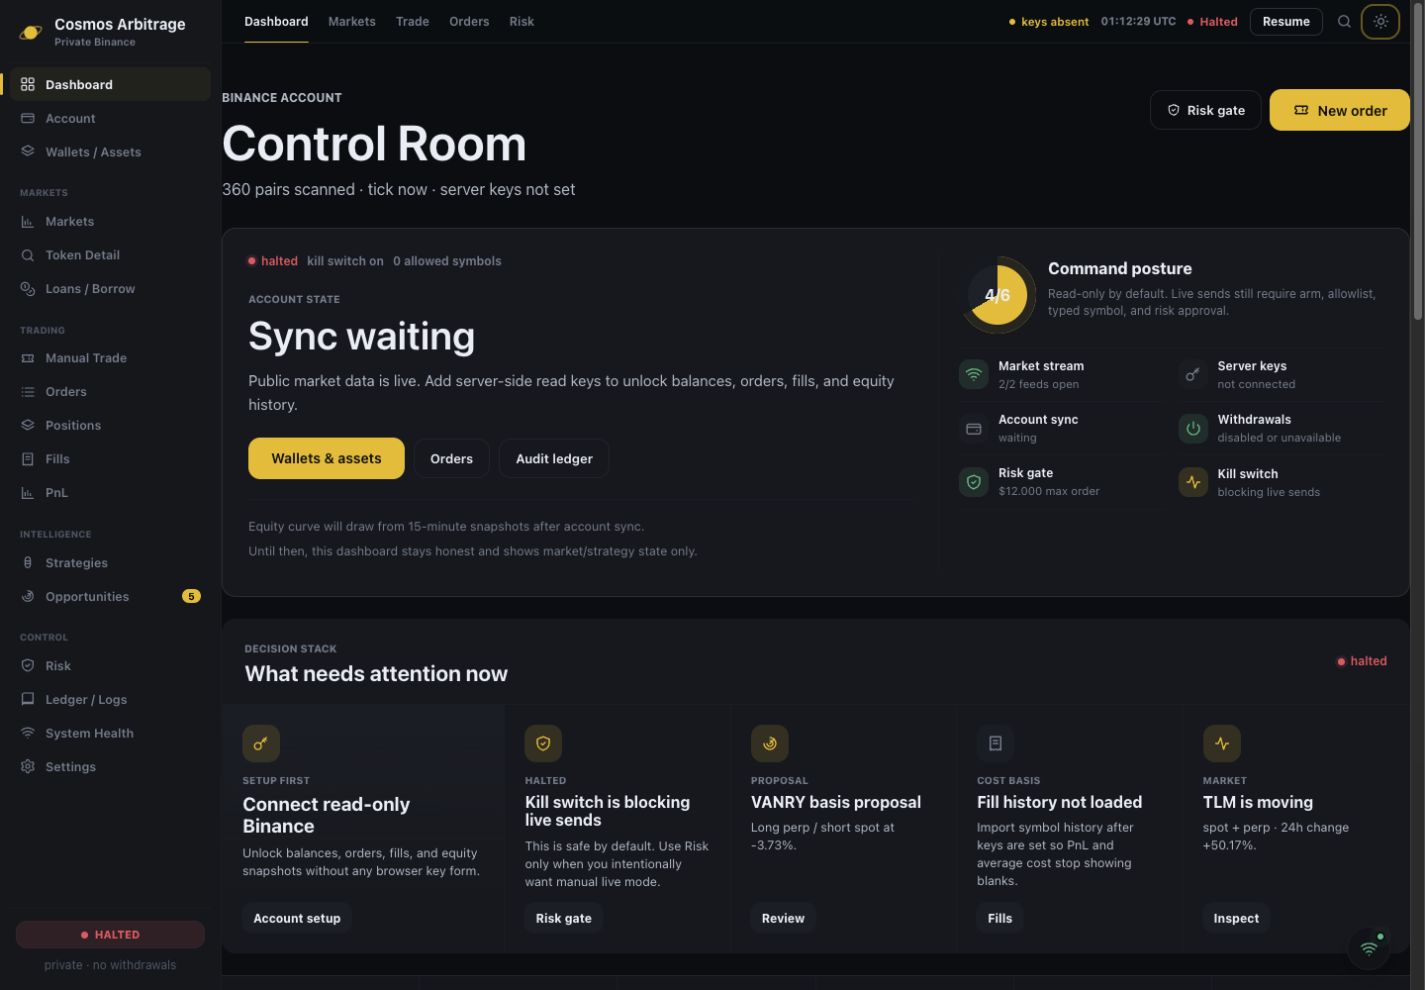 Cosmos Arbitrage
Private Binance
Dashboard
Account
Wallets / Assets
MARKETS
Markets
Token Detail
Loans / Borrow
TRADING
Manual Trade
Orders
Positions
Fills
PnL
INTELLIGENCE
Strategies
Opportunities 5
CONTROL
Risk
Ledger / Logs
System Health
Settings
HALTED
private · no withdrawals
Dashboard Markets Trade Orders Risk
keys absent 01:12:29 UTC Halted Resume
BINANCE ACCOUNT
Control Room
360 pairs scanned · tick now · server keys not set
Risk gate
New order
halted kill switch on 0 allowed symbols
ACCOUNT STATE
Sync waiting
Public market data is live. Add server-side read keys to unlock balances, orders, fills, and equity
history.
Wallets & assets
Orders
Audit ledger
Equity curve will draw from 15-minute snapshots after account sync.
Until then, this dashboard stays honest and shows market/strategy state only.
4/6
Command posture
Read-only by default. Live sends still require arm, allowlist,
typed symbol, and risk approval.
Market stream
2/2 feeds open
Server keys
not connected
Account sync
waiting
Withdrawals
disabled or unavailable
Risk gate
$12.000 max order
Kill switch
blocking live sends
DECISION STACK
What needs attention now
halted
SETUP FIRST
Connect read-only
Binance
Unlock balances, orders, fills, and equity
snapshots without any browser key form.
Account setup
HALTED
Kill switch is blocking
live sends
This is safe by default. Use Risk
only when you intentionally
want manual live mode.
Risk gate
PROPOSAL
VANRY basis proposal
Long perp / short spot at
-3.73%.
Review
COST BASIS
Fill history not loaded
Import symbol history after
keys are set so PnL and
average cost stop showing
blanks.
Fills
MARKET
TLM is moving
spot + perp · 24h change
+50.17%.
Inspect